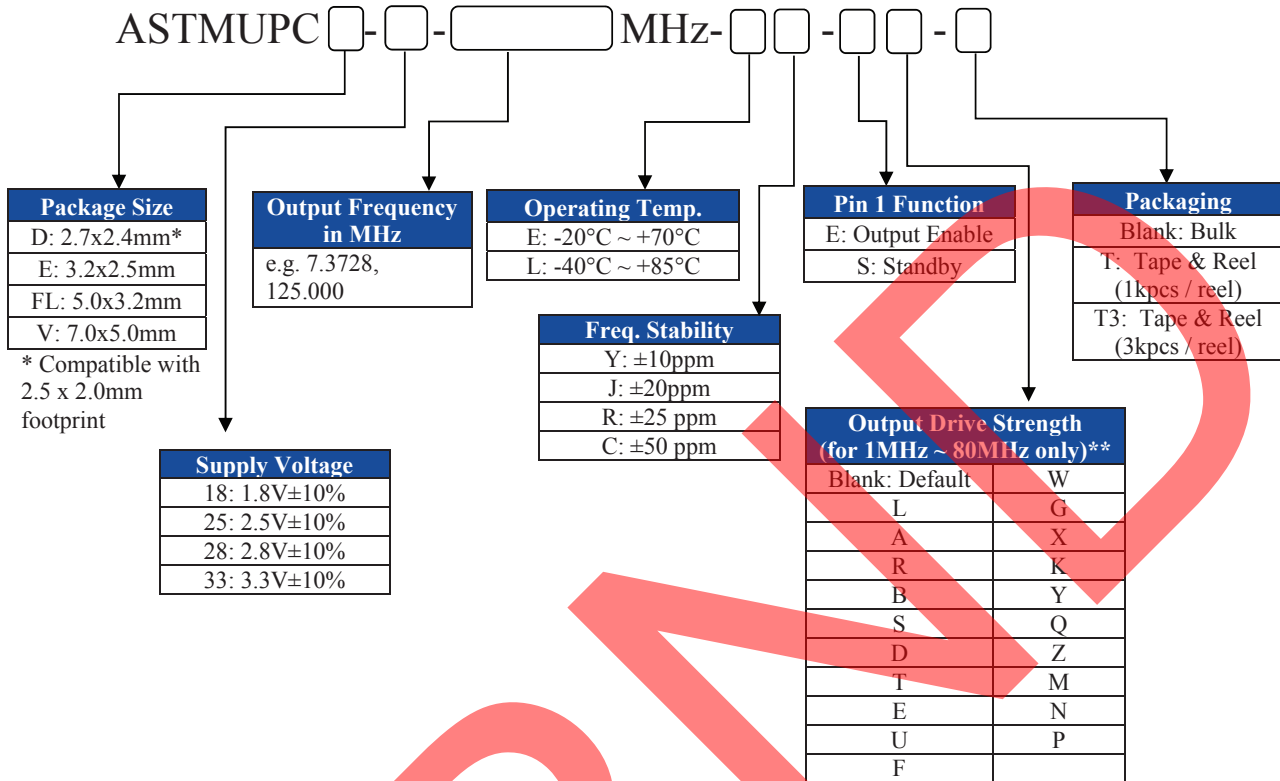 ASTMUPC - - MHz- - -
Package Size
D: 2.7x2.4mm*
E: 3.2x2.5mm
FL: 5.0x3.2mm
V: 7.0x5.0mm
* Compatible with
2.5 x 2.0mm
footprint
Supply Voltage
18: 1.8V±10%
25: 2.5V±10%
28: 2.8V±10%
33: 3.3V±10%
Output Frequency
in MHz
e.g. 7.3728,
125.000
Operating Temp.
E: -20°C ~ +70°C
L: -40°C ~ +85°C
Freq. Stability
Y: ±10ppm
J: ±20ppm
R: ±25 ppm
C: ±50 ppm
Pin 1 Function
E: Output Enable
S: Standby
Output Drive Strength
(for 1MHz ~ 80MHz only)**
Blank: Default W
L G
A X
R K
B Y
S Q
D Z
T M
E N
U P
F
Packaging
Blank: Bulk
T: Tape & Reel
(1kpcs / reel)
T3: Tape & Reel
(3kpcs / reel)